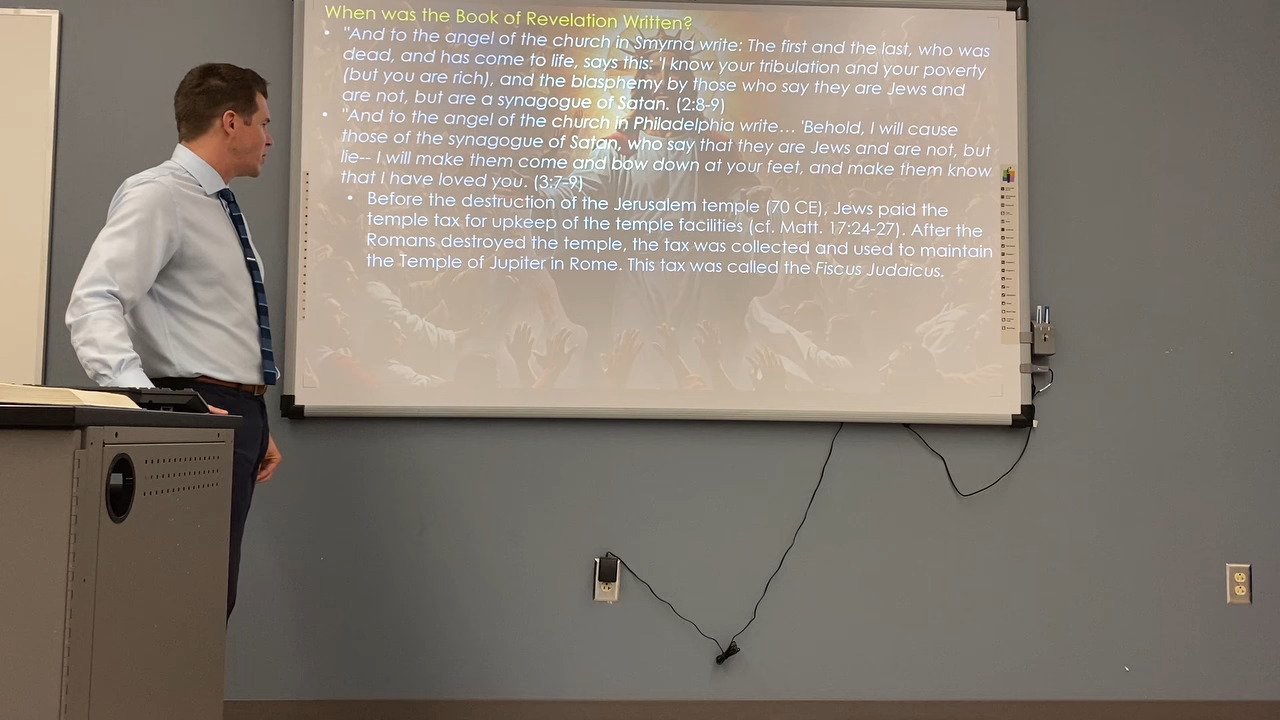 When was the Book of Revelation Written?
• "And to the angel of the church in Smyrnd write: The first and the last, who was
dead, and has come to life, says this: 'I know your tribulation and your poverty
(but you are rich), and the blasphemy by those who say they are Jews and
are not, but are a synagogue of Satan. (2:8-9)
• "And to the angel of the church in Philadelphia write... 'Behold, I will cause
those of the synagogue of Satan, who say that they are Jews and are not, but
lie-- I will make them come and bow down at your feet, and make them know
that I have loved you. (3:7-9)
• Before the destruction of the Jerusalem temple (70 CE), Jews paid the
temple tax for upkeep of the temple facilities (cf. Matt. 17:24-27). After the
Romans destroyed the temple, the tax was collected and used to maintain
the Temple of Jupiter in Rome. This tax was called the Fiscus Judaicus.